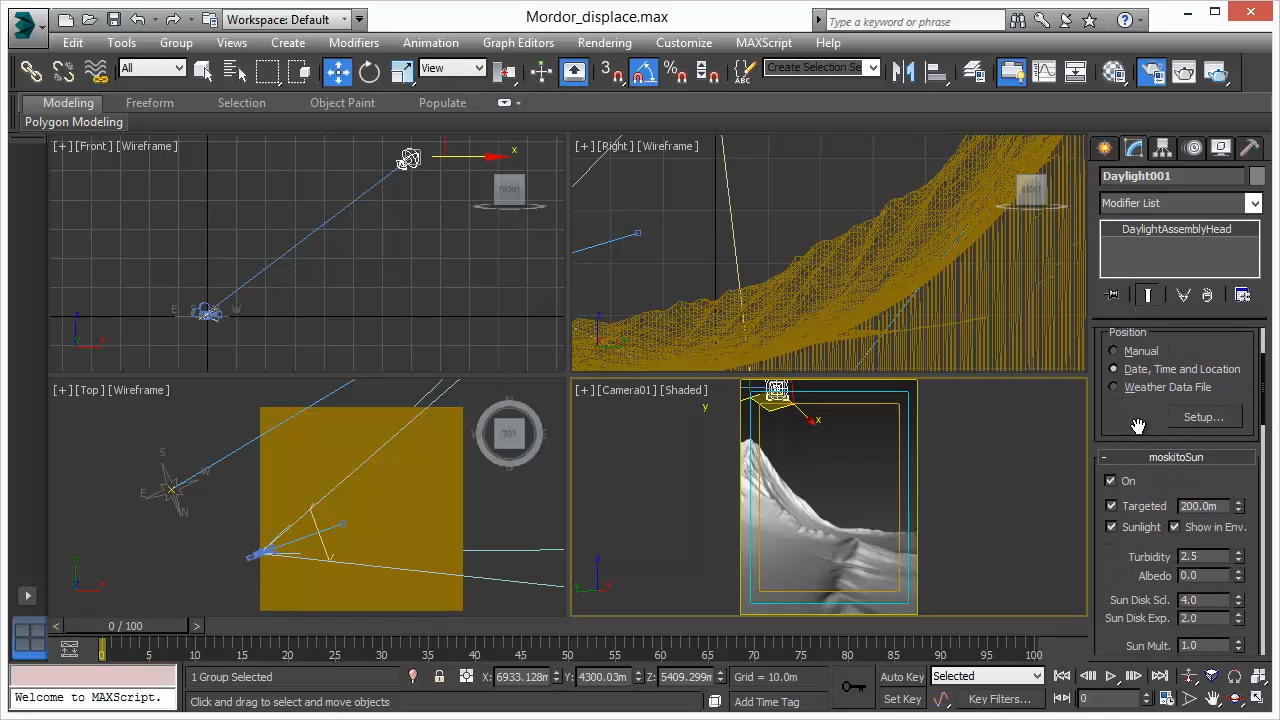 Workspace: Default
Mordor_displace.max
Type a keyword or phrase
Edit Tools Group Views Create Modifiers Animation Graph Editors Rendering Customize MAXScript Help
All
View
3
Create Selection Se
Modeling Freeform Selection Object Paint Populate
Polygon Modeling
[+] [Front] [Wireframe]
x
FRONT
E W
z
x
[+] [Right] [Wireframe]
RIGHT
z
[+] [Top] [Wireframe]
TOP
S
W
E
N
y
z x
[+] [Camera01] [Shaded]
y
x
z
y x
Daylight001
Modifier List
DaylightAssemblyHead
Position
Manual
Date, Time and Location
Weather Data File
Setup...
- moskitoSun
On
Targeted 200.0m
Sunlight Show in Env.
Turbidity 2.5
Albedo 0.0
Sun Disk Scl. 4.0
Sun Disk Exp. 2.0
Sun Mult. 1.0
< 0 / 100 >
0 5 10 15 20 25 30 35 40 45 50 55 60 65 70 75 80 85 90 95 100
1 Group Selected
X: 6933.128m Y: 4300.03m Z: 5409.299m
Grid = 10.0m
Auto Key Selected
Welcome to MAXScript.
Click and drag to select and move objects
Add Time Tag
Set Key Key Filters... 0